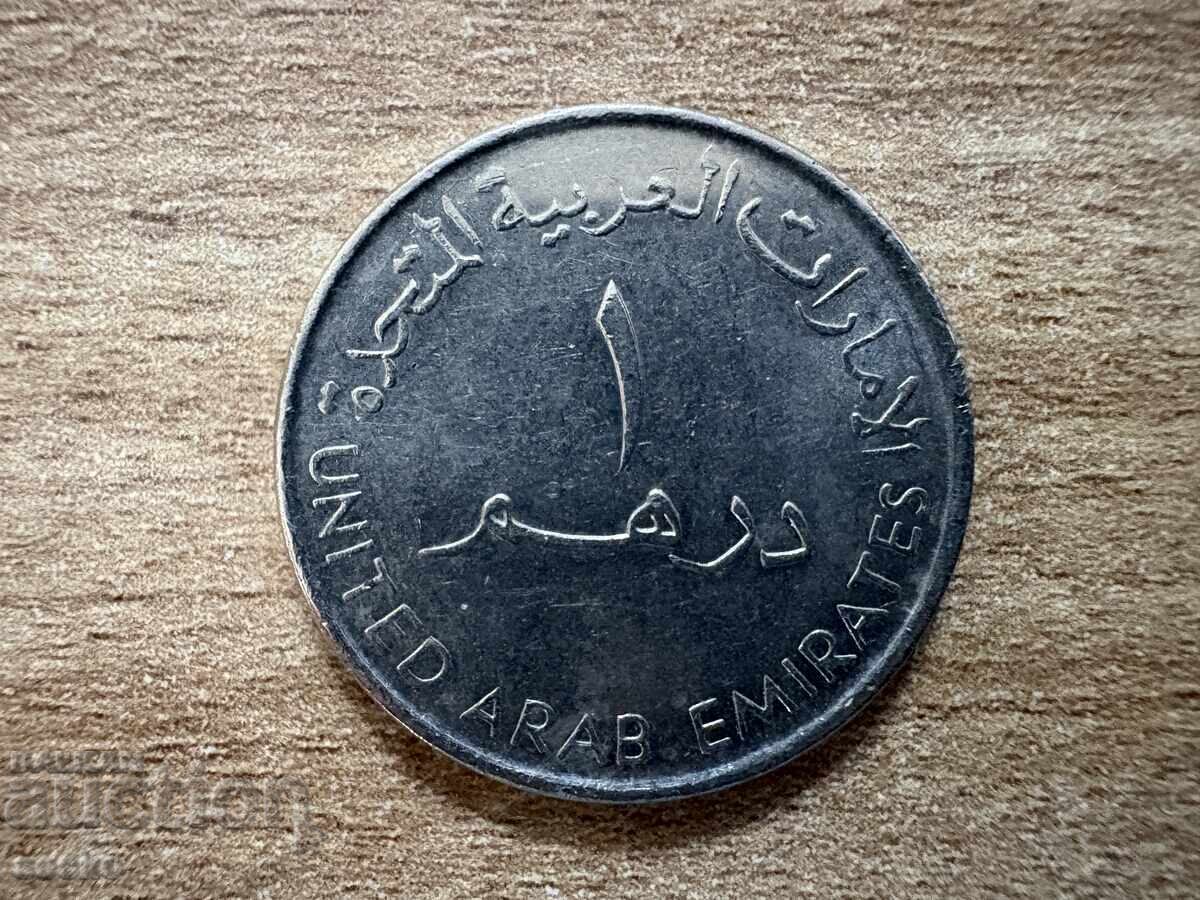 الإمارات العربية المتحدة
١
درهم
UNITED ARAB EMIRATES
auction